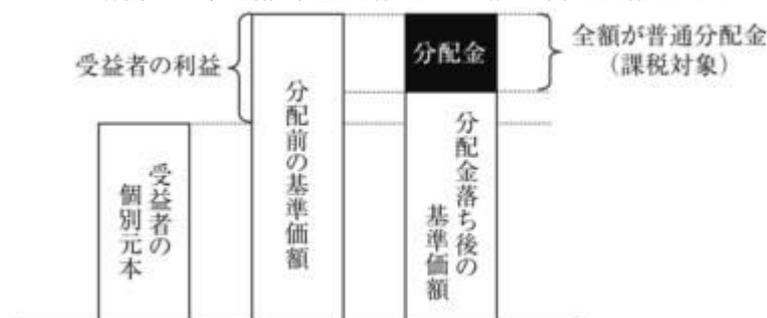 受益者の利益
分配金
全額が普通分配金
(課税対象)
受益者の
個別元本
分配前の基準価額
分配金落ち後の
基準価額